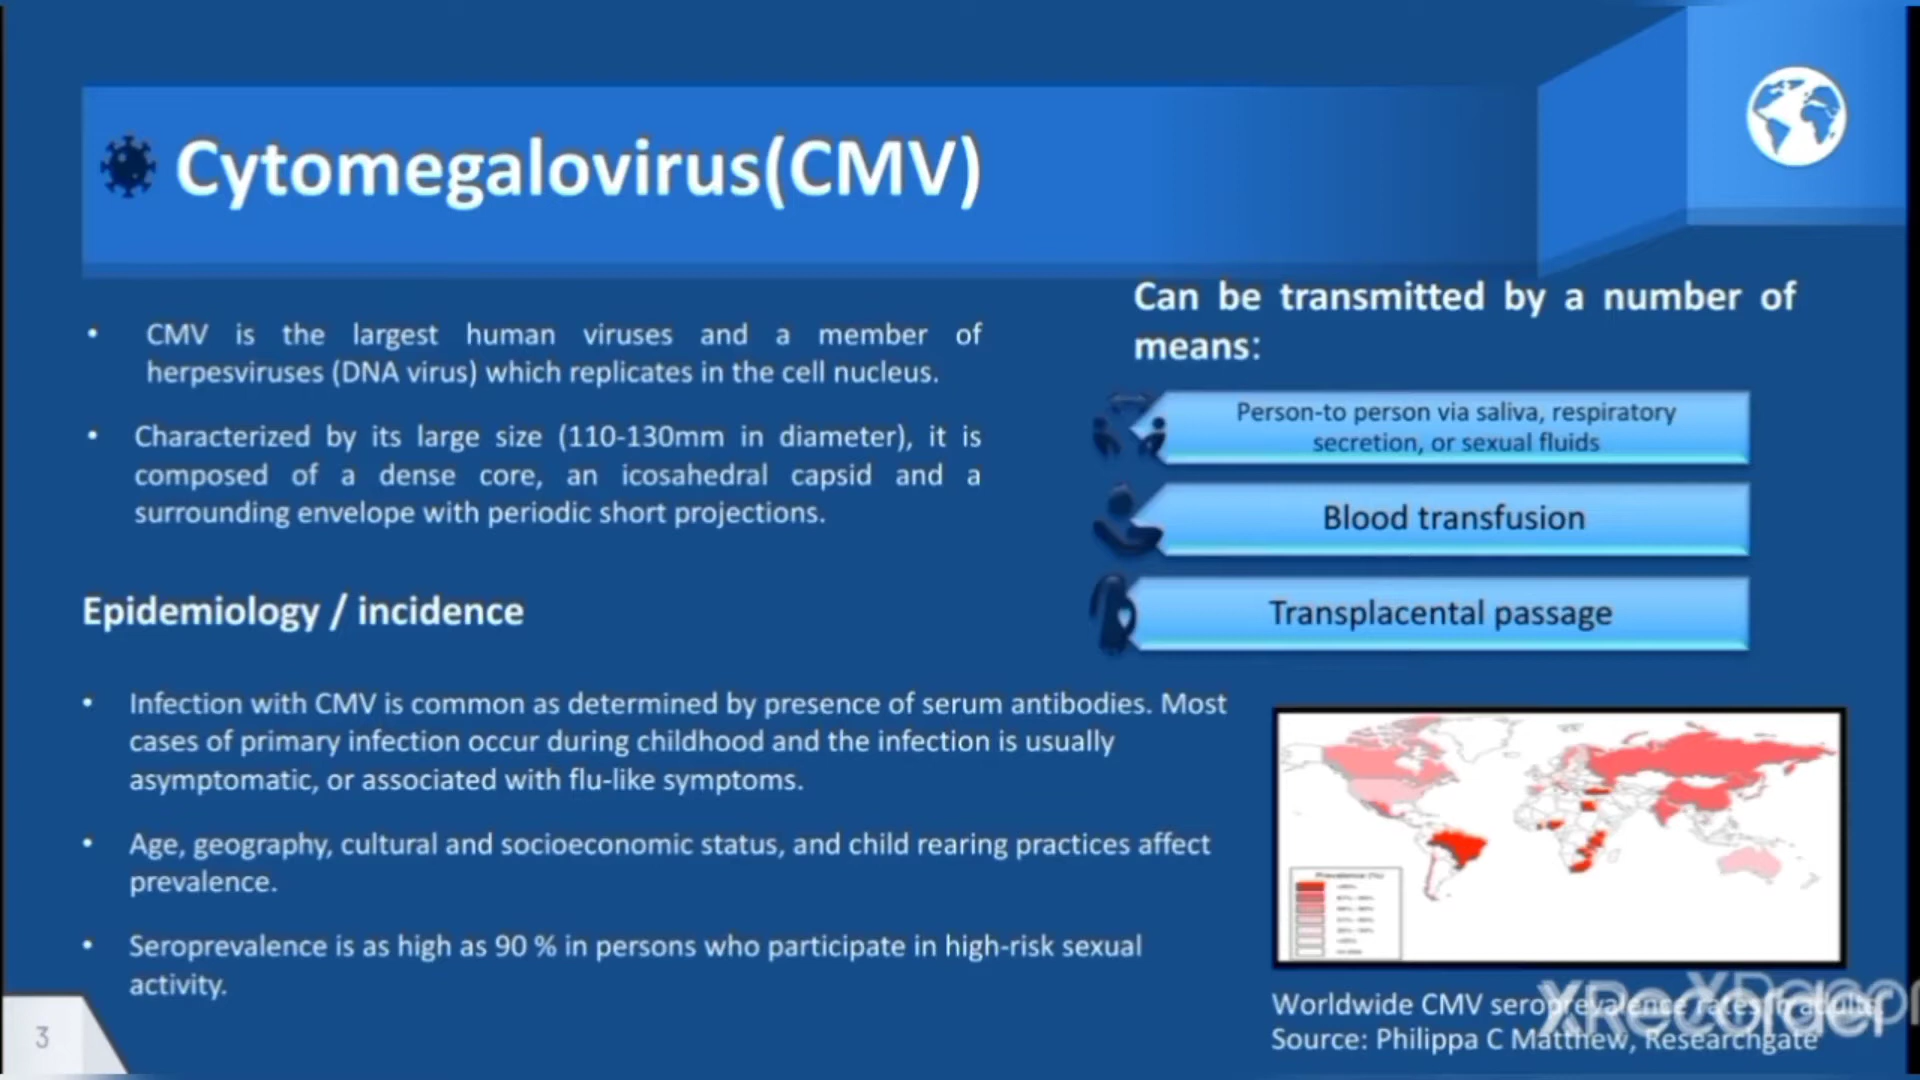 Cytomegalovirus(CMV)
CMV is the largest human viruses and a member of
herpesviruses (DNA virus) which replicates in the cell nucleus.
Characterized by its large size (110-130mm in diameter), it is
composed of a dense core, an icosahedral capsid and a
surrounding envelope with periodic short projections.
Can be transmitted by a number of
means:
Person-to person via saliva, respiratory
secretion, or sexual fluids
Blood transfusion
Transplacental passage
Epidemiology / incidence
Infection with CMV is common as determined by presence of serum antibodies. Most
cases of primary infection occur during childhood and the infection is usually
asymptomatic, or associated with flu-like symptoms.
Age, geography, cultural and socioeconomic status, and child rearing practices affect
prevalence.
Seroprevalence is as high as 90 % in persons who participate in high-risk sexual
activity.
Prevalence (%)
Worldwide CMV seroprevalence rates in adults
Source: Philippa C Matthew, Researchgate
XRecorder
3